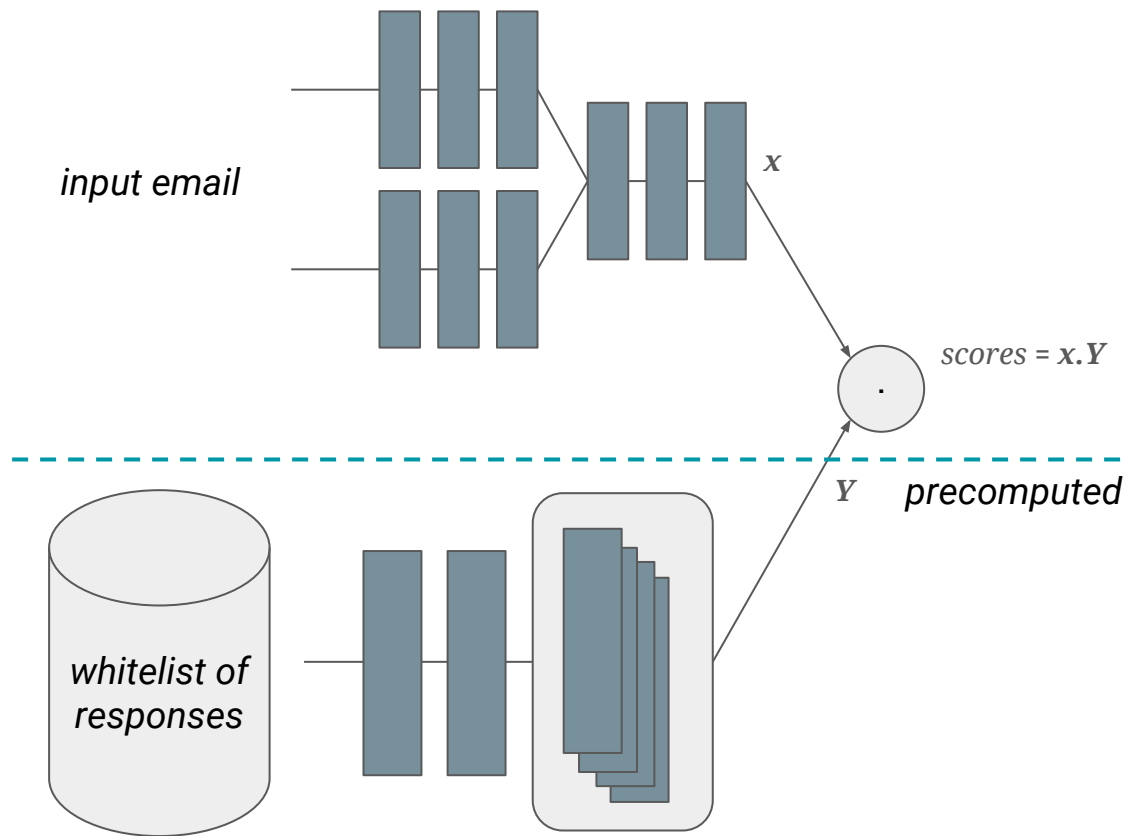 input email
x
scores = x.Y
.
Y
precomputed
whitelist of
responses